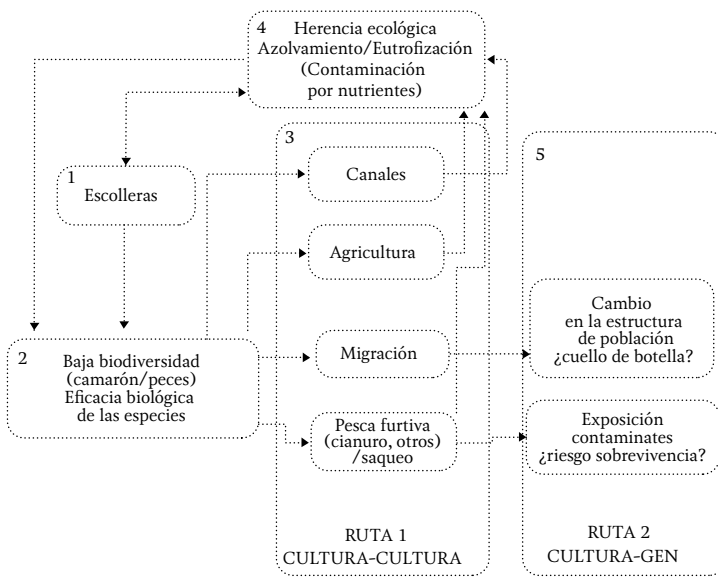 4
Herencia ecológica
Azolvamiento/Eutrofización
(Contaminación
por nutrientes)
1
Escolleras
2
Baja biodiversidad
(camarón/peces)
Eficacia biológica
de las especies
3
Canales
Agricultura
Migración
Pesca furtiva
(cianuro, otros)
/saqueo
RUTA 1
CULTURA-CULTURA
5
Cambio
en la estructura
de población
¿cuello de botella?
Exposición
contaminates
¿riesgo sobrevivencia?
RUTA 2
CULTURA-GEN